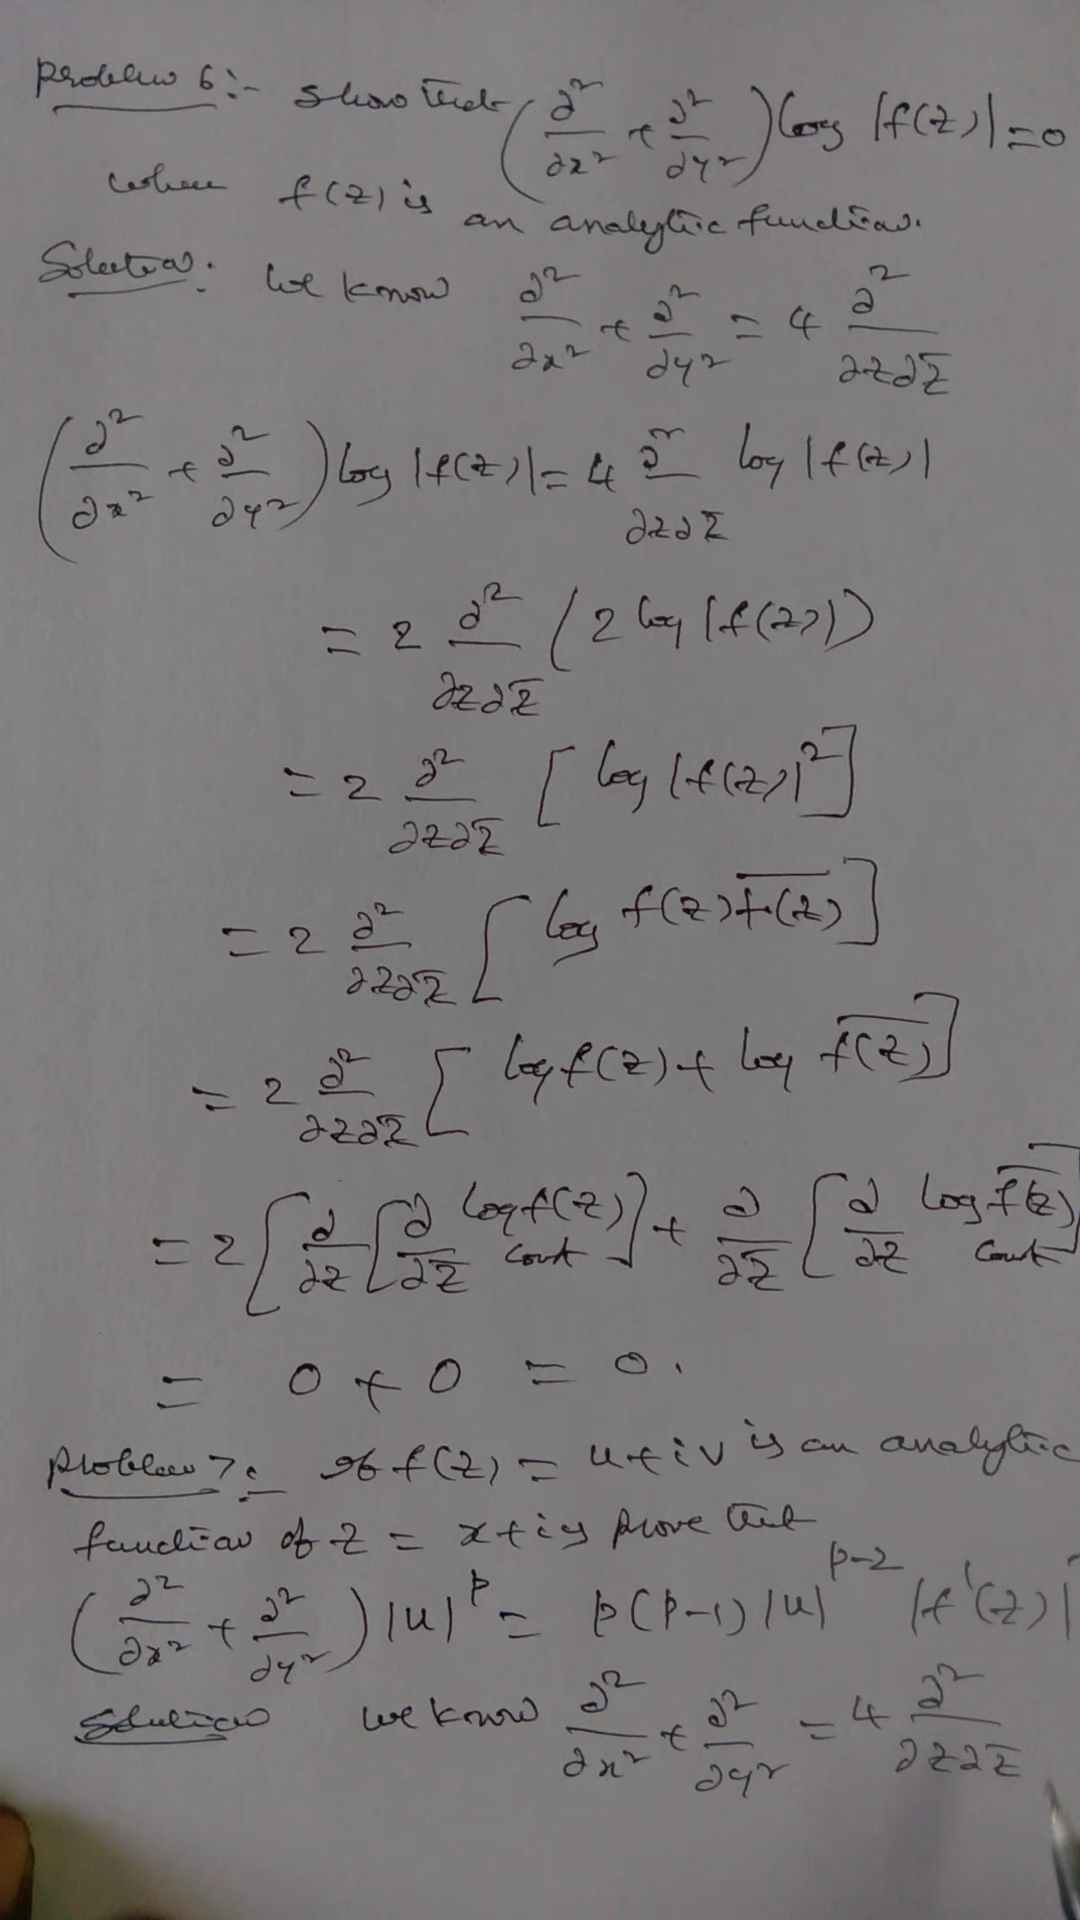 Problem 6:- Show that (∂²/∂x² + ∂²/∂y²) log |f(z)| = 0
when f(z) is an analytic function.
Solution: We know ∂²/∂x² + ∂²/∂y² = 4 ∂²/∂z∂z̅
(∂²/∂x² + ∂²/∂y²) log |f(z)| = 4 ∂²/∂z∂z̅ log |f(z)|
= 2 ∂²/∂z∂z̅ (2 log |f(z)|)
= 2 ∂²/∂z∂z̅ [log |f(z)|²]
= 2 ∂²/∂z∂z̅ [log f(z) \overline{f(z)}]
= 2 ∂²/∂z∂z̅ [log f(z) + log \overline{f(z)}]
= 2 [∂/∂z [∂/∂z̅ log f(z) const] + ∂/∂z̅ [∂/∂z log \overline{f(z)} const]
= 0 + 0 = 0.
Problem 7:- If f(z) = u+iv is an analytic
function of z = x+iy prove that
(∂²/∂x² + ∂²/∂y²) |u|^p = p(p-1) |u|^{p-2} |f'(z)|
Solution We know ∂²/∂x² + ∂²/∂y² = 4 ∂²/∂z∂z̅